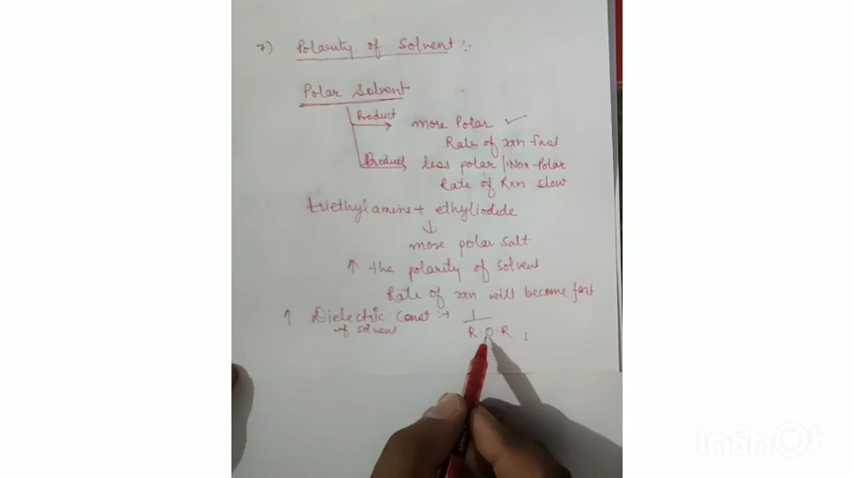 7) Polarity of Solvent :-
Polar Solvent
Product
more Polar ✓
Rate of rxn fast
Product less polar / Non-Polar
Rate of Rxn slow
triethylamine + ethyliodide
↓
more polar salt
↑ the polarity of solvent
Rate of rxn will become fast
↑ Dielectric Const :→ 1
of solvent
R·O·R
InShOt